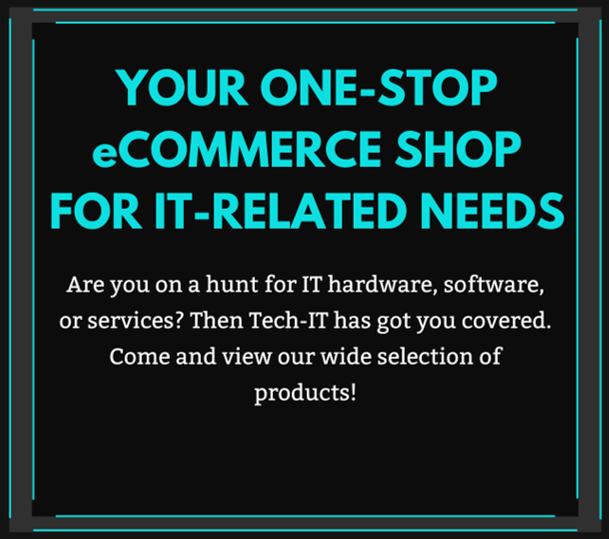 YOUR ONE-STOP
eCOMMERCE SHOP
FOR IT-RELATED NEEDS
Are you on a hunt for IT hardware, software,
or services? Then Tech-IT has got you covered.
Come and view our wide selection of
products!